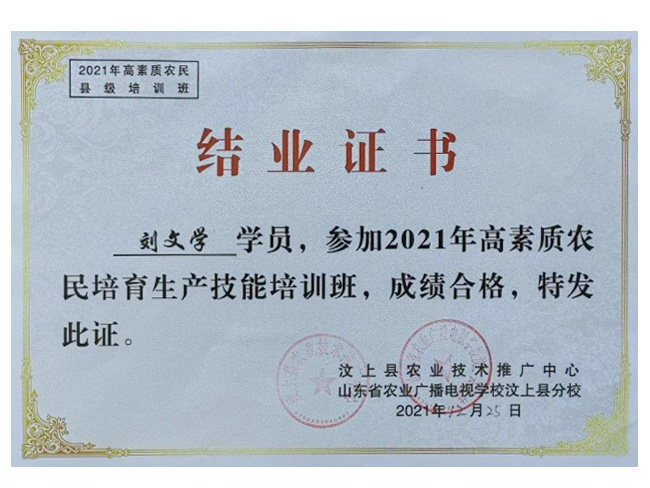 2021年高素质农民
县级培训班
结业证书
刘文学 学员，参加2021年高素质农
民培育生产技能培训班，成绩合格，特发
此证。
汶上县农业技术推广中心
山东省农业广播电视学校汶上县分校
2021年12月25日